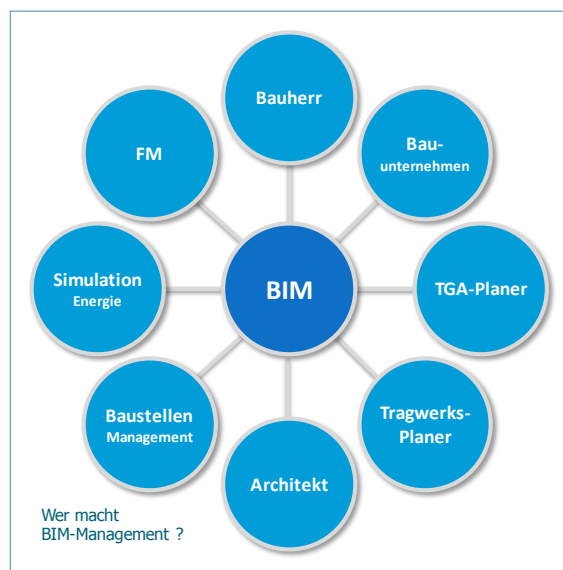 Bauherr
Bau-
unternehmen
FM
TGA-Planer
Simulation
Energie
BIM
Tragwerks-
Planer
Baustellen
Management
Architekt
Wer macht
BIM-Management ?